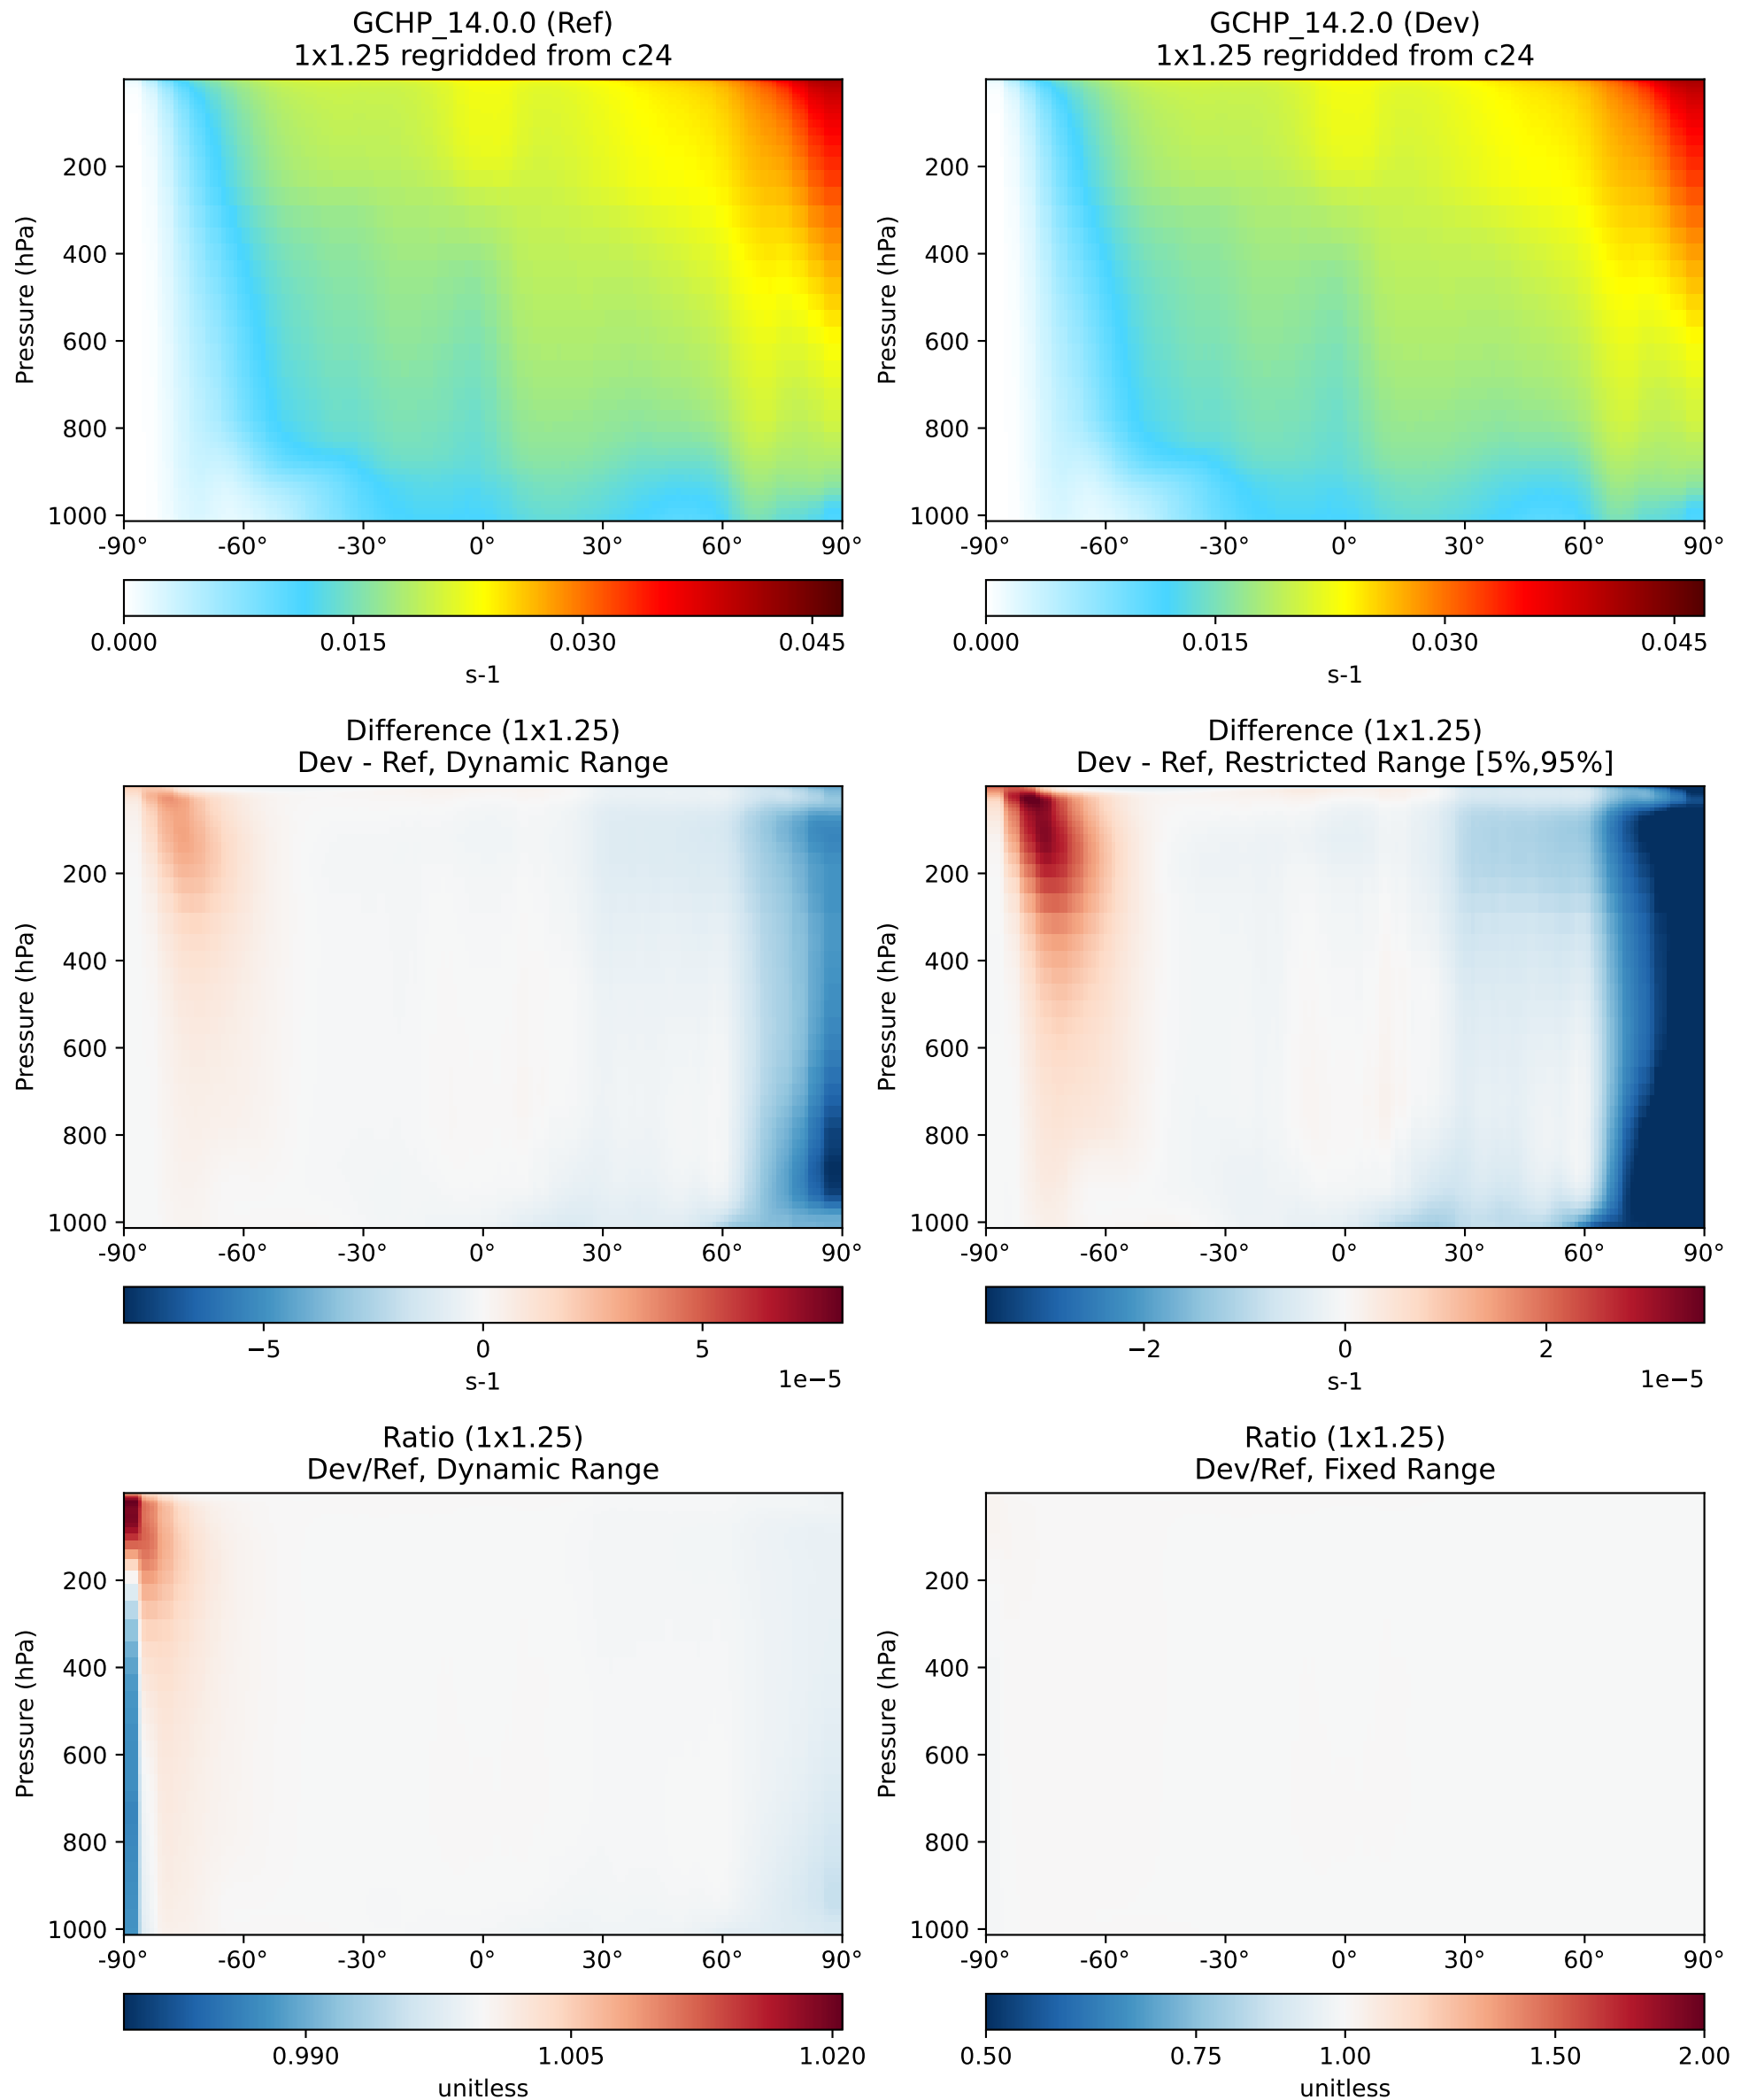 GCHP_14.0.0 (Ref)
1x1.25 regridded from c24
Pressure (hPa)
200
400
600
800
1000
-90° -60° -30° 0° 30° 60° 90°
0.000 0.015 0.030 0.045
s-1
GCHP_14.2.0 (Dev)
1x1.25 regridded from c24
Pressure (hPa)
200
400
600
800
1000
-90° -60° -30° 0° 30° 60° 90°
0.000 0.015 0.030 0.045
s-1
Difference (1x1.25)
Dev - Ref, Dynamic Range
Pressure (hPa)
200
400
600
800
1000
-90° -60° -30° 0° 30° 60° 90°
−5 0 5
s-1
1e−5
Difference (1x1.25)
Dev - Ref, Restricted Range [5%,95%]
Pressure (hPa)
200
400
600
800
1000
-90° -60° -30° 0° 30° 60° 90°
−2 0 2
s-1
1e−5
Ratio (1x1.25)
Dev/Ref, Dynamic Range
Pressure (hPa)
200
400
600
800
1000
-90° -60° -30° 0° 30° 60° 90°
0.990 1.005 1.020
unitless
Ratio (1x1.25)
Dev/Ref, Fixed Range
Pressure (hPa)
200
400
600
800
1000
-90° -60° -30° 0° 30° 60° 90°
0.50 0.75 1.00 1.50 2.00
unitless